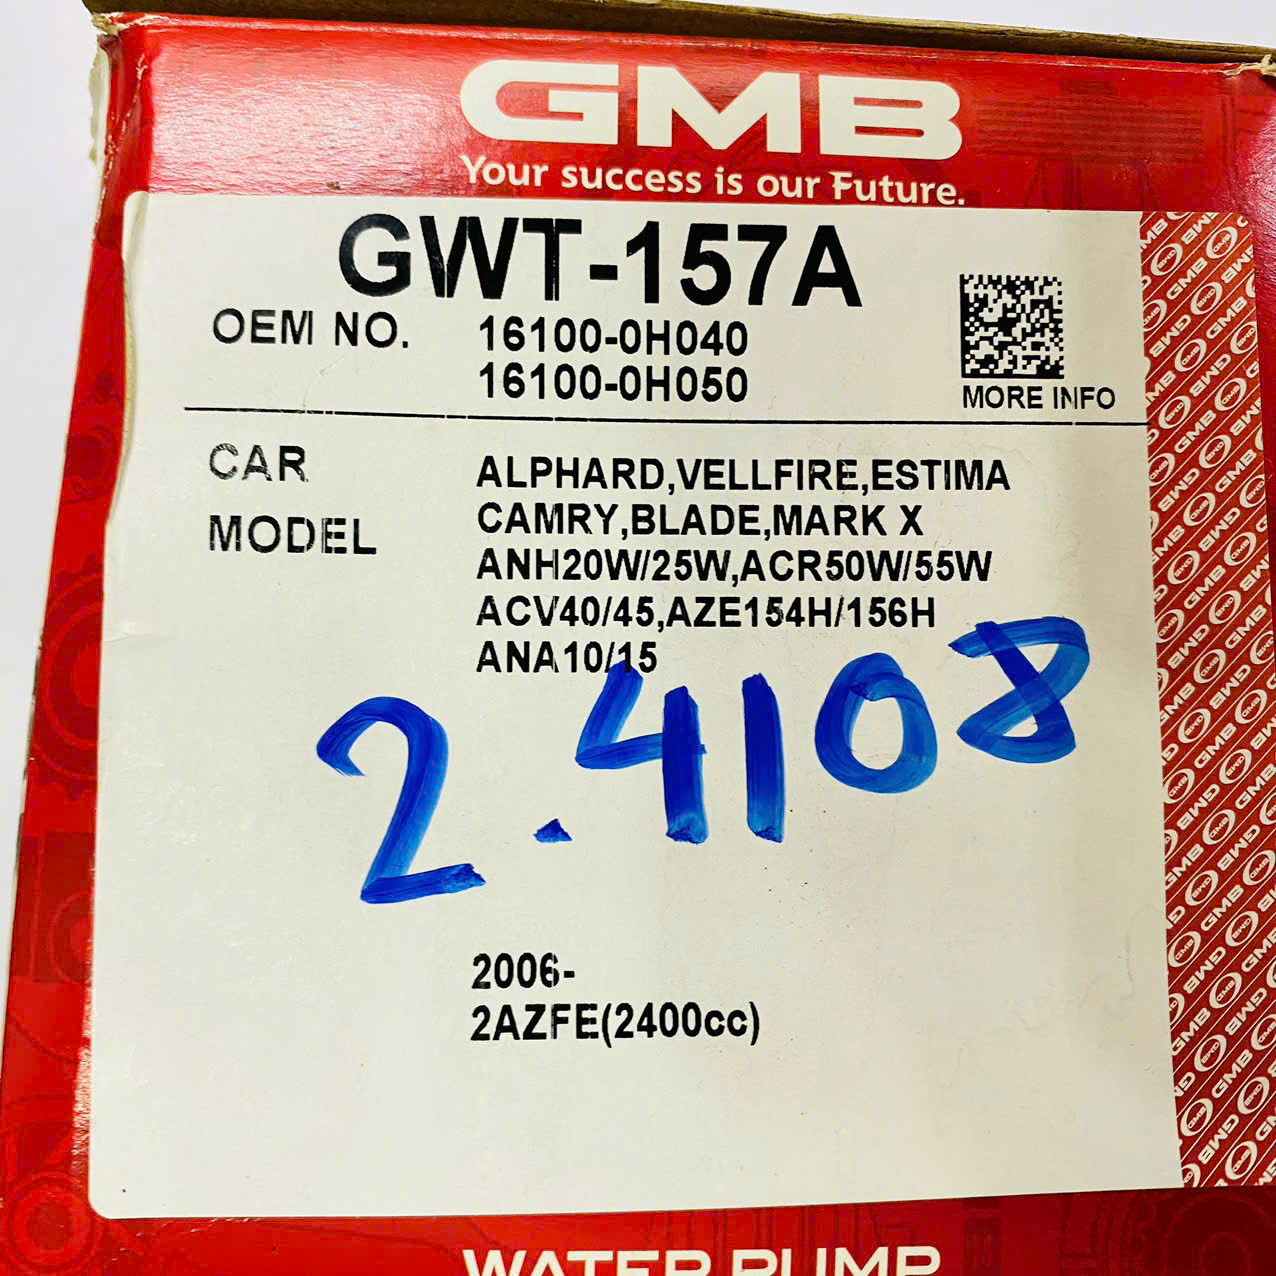 GMB
Your success is our Future.
GWT-157A
OEM NO. 16100-0H040
16100-0H050
MORE INFO
CAR ALPHARD,VELLFIRE,ESTIMA
MODEL CAMRY,BLADE,MARK X
ANH20W/25W,ACR50W/55W
ACV40/45,AZE154H/156H
ANA10/15
2.4108
2006-
2AZFE(2400cc)
WATER PUMP